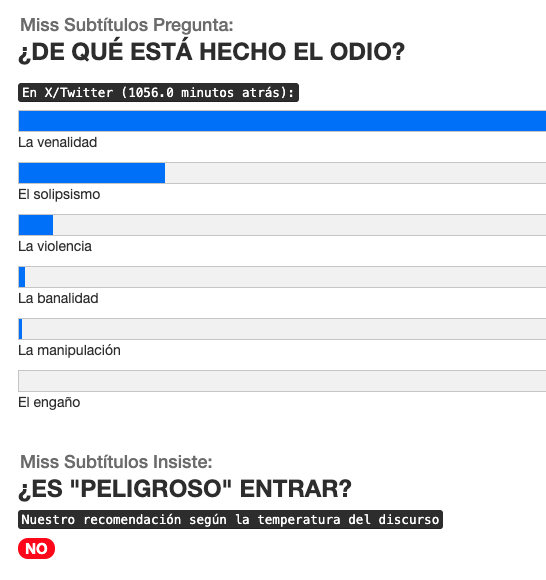 Miss Subtítulos Pregunta:
¿DE QUÉ ESTÁ HECHO EL ODIO?
En X/Twitter (1056.0 minutos atrás):
La venalidad
El solipsismo
La violencia
La banalidad
La manipulación
El engaño
Miss Subtítulos Insiste:
¿ES "PELIGROSO" ENTRAR?
Nuestro recomendación según la temperatura del discurso
NO